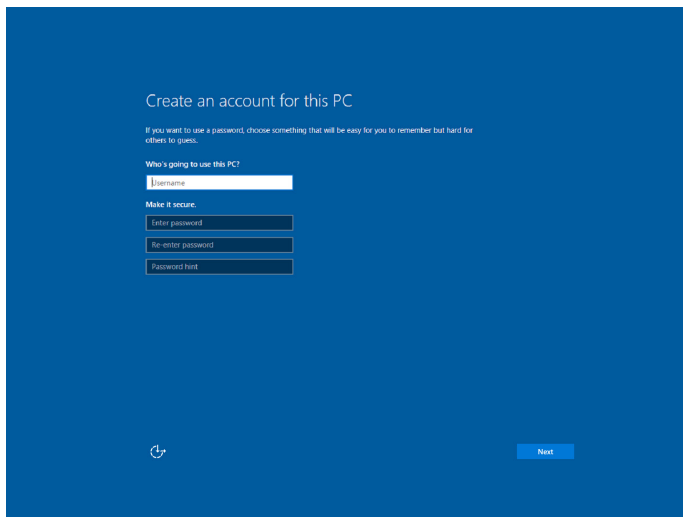 Create an account for this PC
If you want to use a password, choose something that will be easy for you to remember but hard for
others to guess.
Who's going to use this PC?
Username
Make it secure.
Enter password
Re-enter password
Password hint
Next